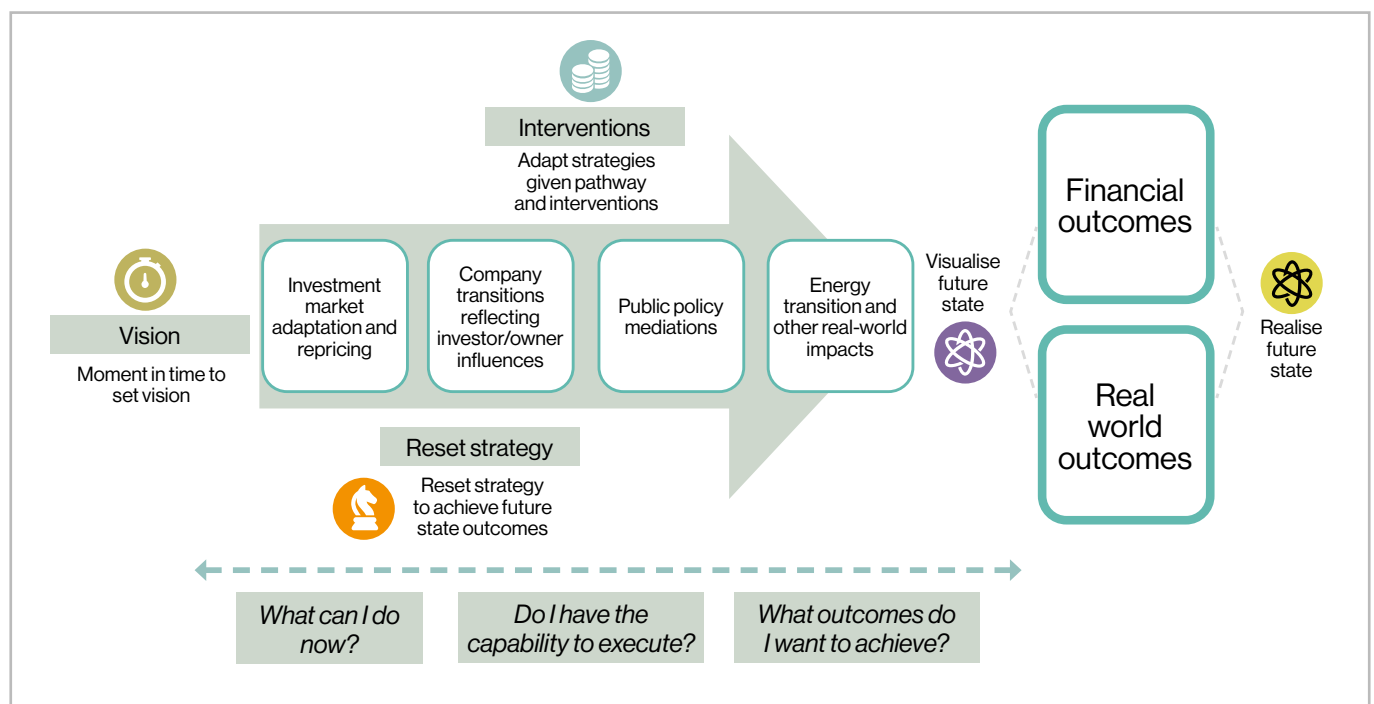 Interventions
Adapt strategies
given pathway
and interventions
Vision
Moment in time to
set vision
Investment
market
adaptation and
repricing
Company
transitions
reflecting
investor/owner
influences
Public policy
mediations
Energy
transition and
other real-world
impacts
Visualise
future
state
Financial
outcomes
Real
world
outcomes
Realise
future
state
Reset strategy
Reset strategy
to achieve future
state outcomes
What can I do
now?
Do I have the
capability to execute?
What outcomes do
I want to achieve?